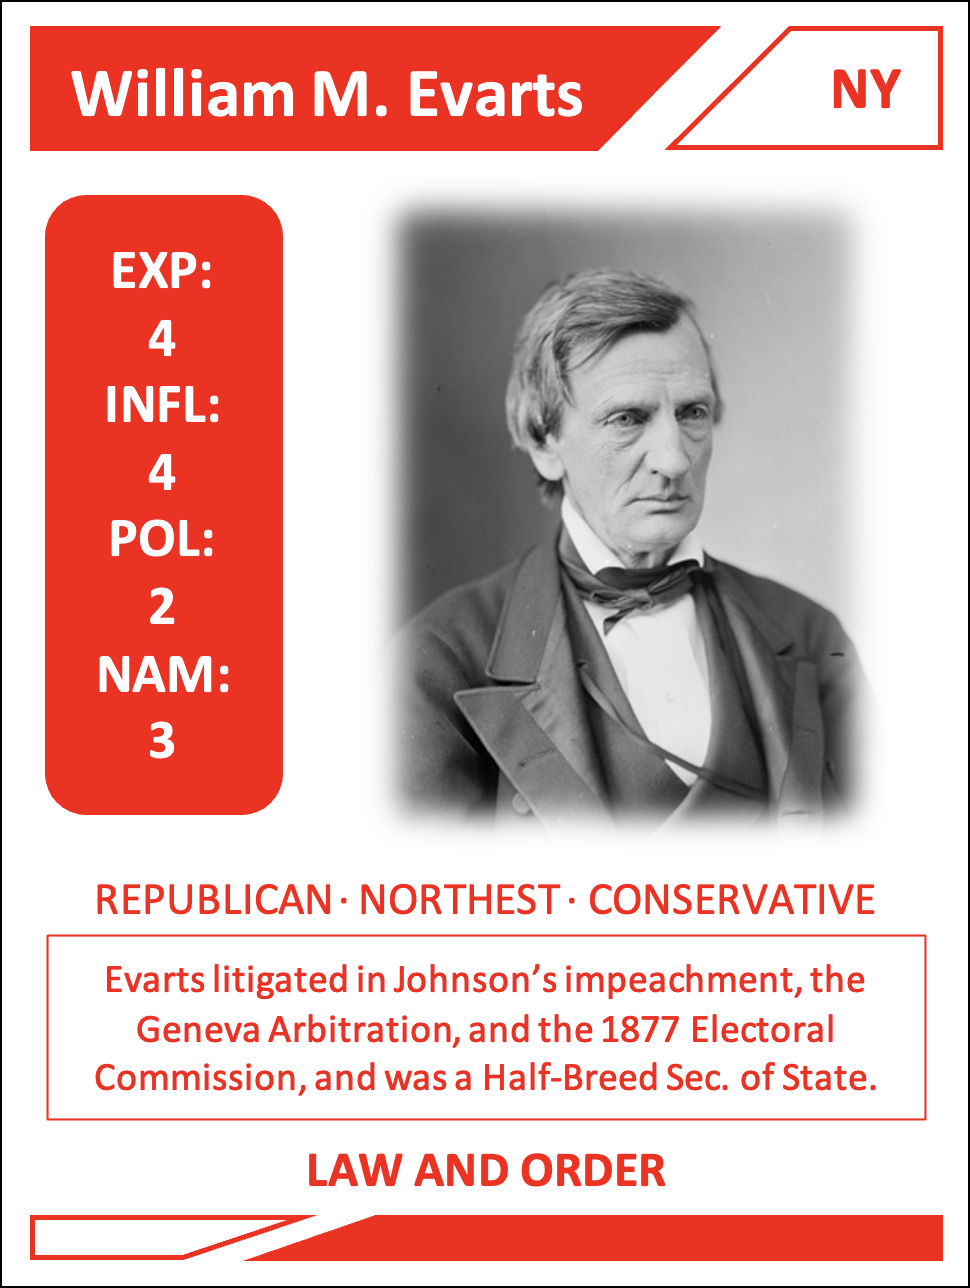 William M. Evarts
NY
EXP:
4
INFL:
4
POL:
2
NAM:
3
REPUBLICAN · NORTHEST · CONSERVATIVE
Evarts litigated in Johnson’s impeachment, the
Geneva Arbitration, and the 1877 Electoral
Commission, and was a Half-Breed Sec. of State.
LAW AND ORDER